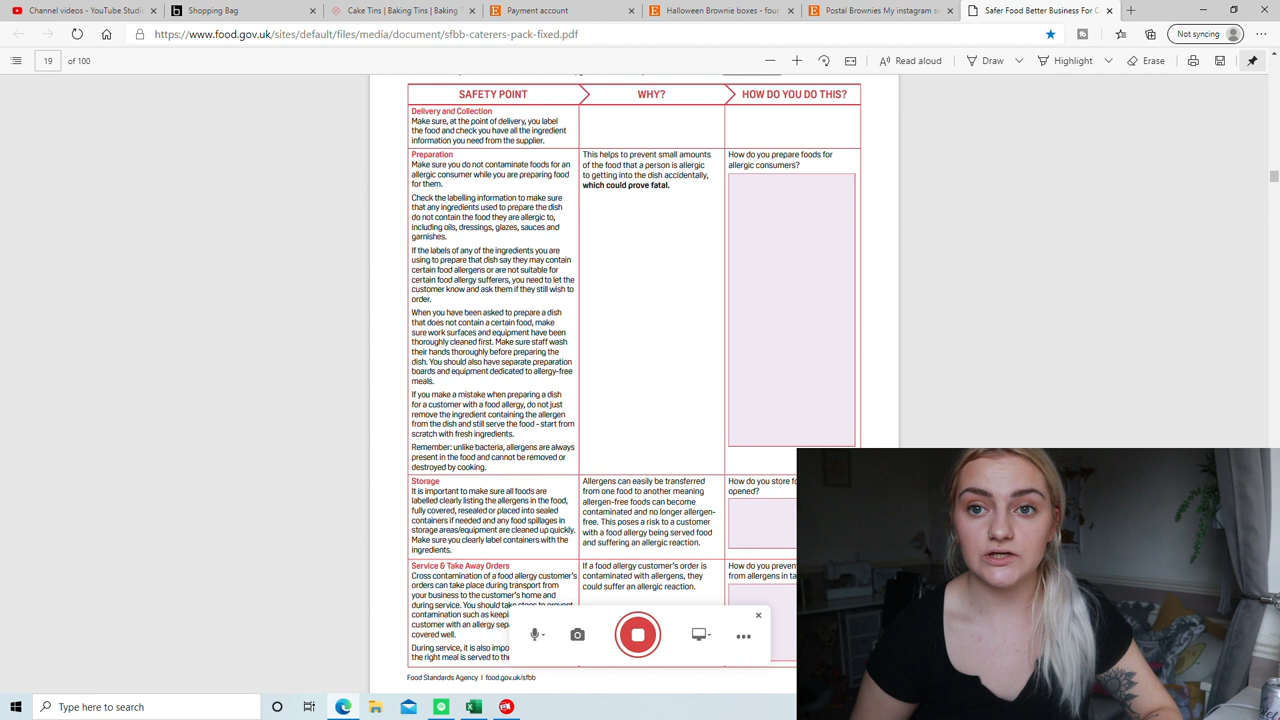 Channel videos - YouTube Studi
Shopping Bag
Cake Tins | Baking Tins | Baking T
Payment account
Halloween Brownie boxes - four
Postal Brownies My instagram s
Safer Food Better Business For C
https://www.food.gov.uk/sites/default/files/media/document/sfbb-caterers-pack-fixed.pdf
Not syncing
19 of 100
Read aloud
Draw
Highlight
Erase
SAFETY POINT
WHY?
HOW DO YOU DO THIS?
Delivery and Collection
Make sure, at the point of delivery, you label
the food and check you have all the ingredient
information you need from the supplier.
Preparation
Make sure you do not contaminate foods for an
allergic consumer while you are preparing food
for them.
Check the labelling information to make sure
that any ingredients used to prepare the dish
do not contain the food they are allergic to,
including oils, dressings, glazes, sauces and
garnishes.
If the labels of any of the ingredients you are
using to prepare that dish say they may contain
certain food allergens or are not suitable for
certain food allergy sufferers, you need to let the
customer know and ask them if they still wish to
order.
When you have been asked to prepare a dish
that does not contain a certain food, make
sure work surfaces and equipment have been
thoroughly cleaned first. Make sure staff wash
their hands thoroughly before preparing the
dish. You should also have separate preparation
boards and equipment dedicated to allergy-free
meals.
If you make a mistake when preparing a dish
for a customer with a food allergy, do not just
remove the ingredient containing the allergen
from the dish and still serve the food - start from
scratch with fresh ingredients.
Remember: unlike bacteria, allergens are always
present in the food and cannot be removed or
destroyed by cooking.
This helps to prevent small amounts
of the food that a person is allergic
to getting into the dish accidentally,
which could prove fatal.
How do you prepare foods for
allergic consumers?
Storage
It is important to make sure all foods are
labelled clearly listing the allergens in the food,
fully covered, resealed or placed into sealed
containers if needed and any food spillages in
storage areas/equipment are cleaned up quickly.
Make sure you clearly label containers with the
ingredients.
Allergens can easily be transferred
from one food to another meaning
allergen-free foods can become
contaminated and no longer allergen-
free. This poses a risk to a customer
with a food allergy being served food
and suffering an allergic reaction.
How do you store fo
opened?
Service & Take Away Orders
Cross contamination of a food allergy customer's
orders can take place during transport from
your business to the customer's home and
during service. You should take steps to prevent
contamination such as keepi
customer with an allergy sep
covered well.
During service, it is also impo
the right meal is served to the
If a food allergy customer's order is
contaminated with allergens, they
could suffer an allergic reaction.
How do you preven
from allergens in ta
Food Standards Agency | food.gov.uk/sfbb
Type here to search